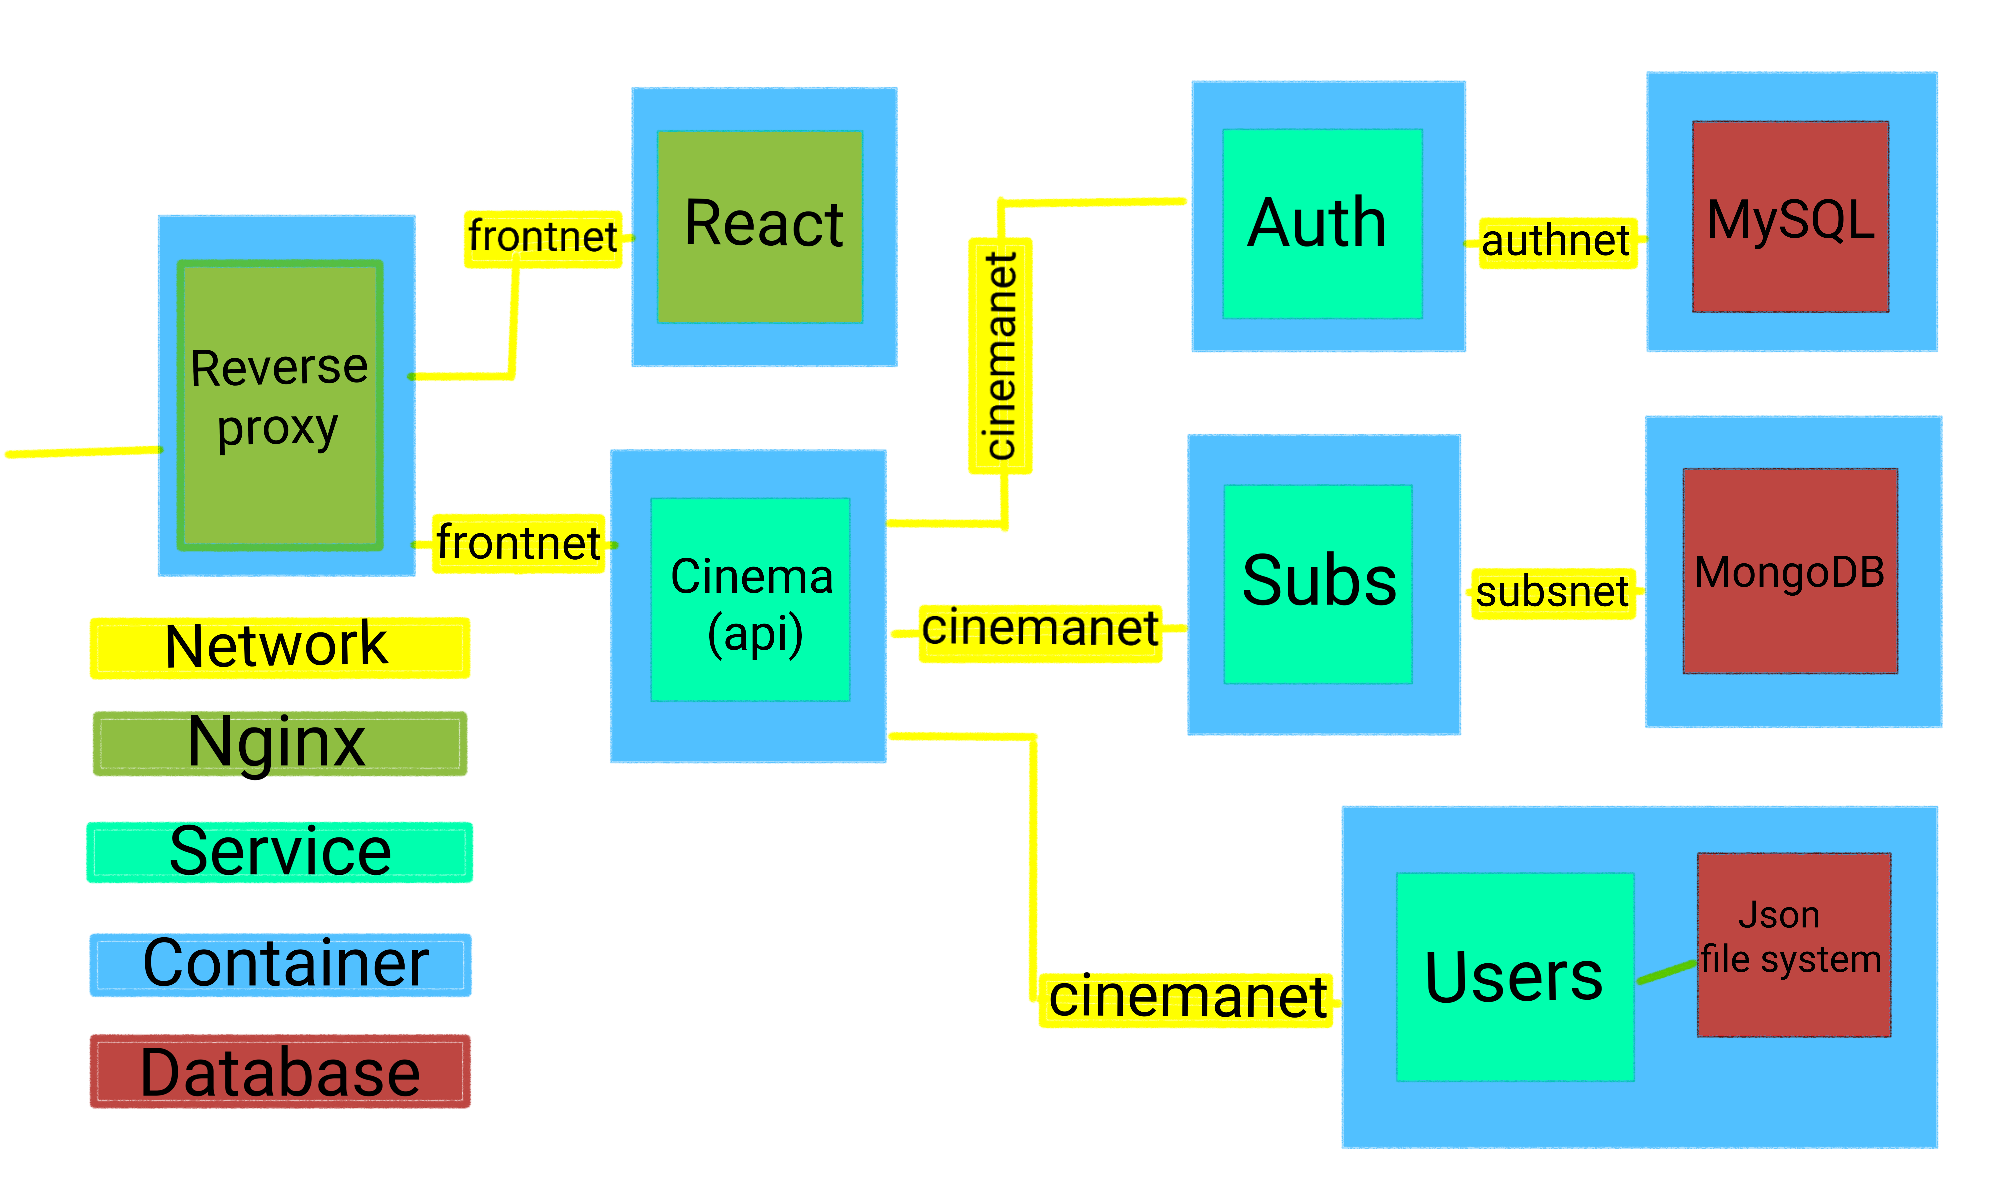 frontnet
React
Reverse
proxy
frontnet
Cinema
(api)
cinemanet
Auth
authnet
MySQL
cinemanet
Subs
subsnet
MongoDB
cinemanet
Users
Json
file system
Network
Nginx
Service
Container
Database